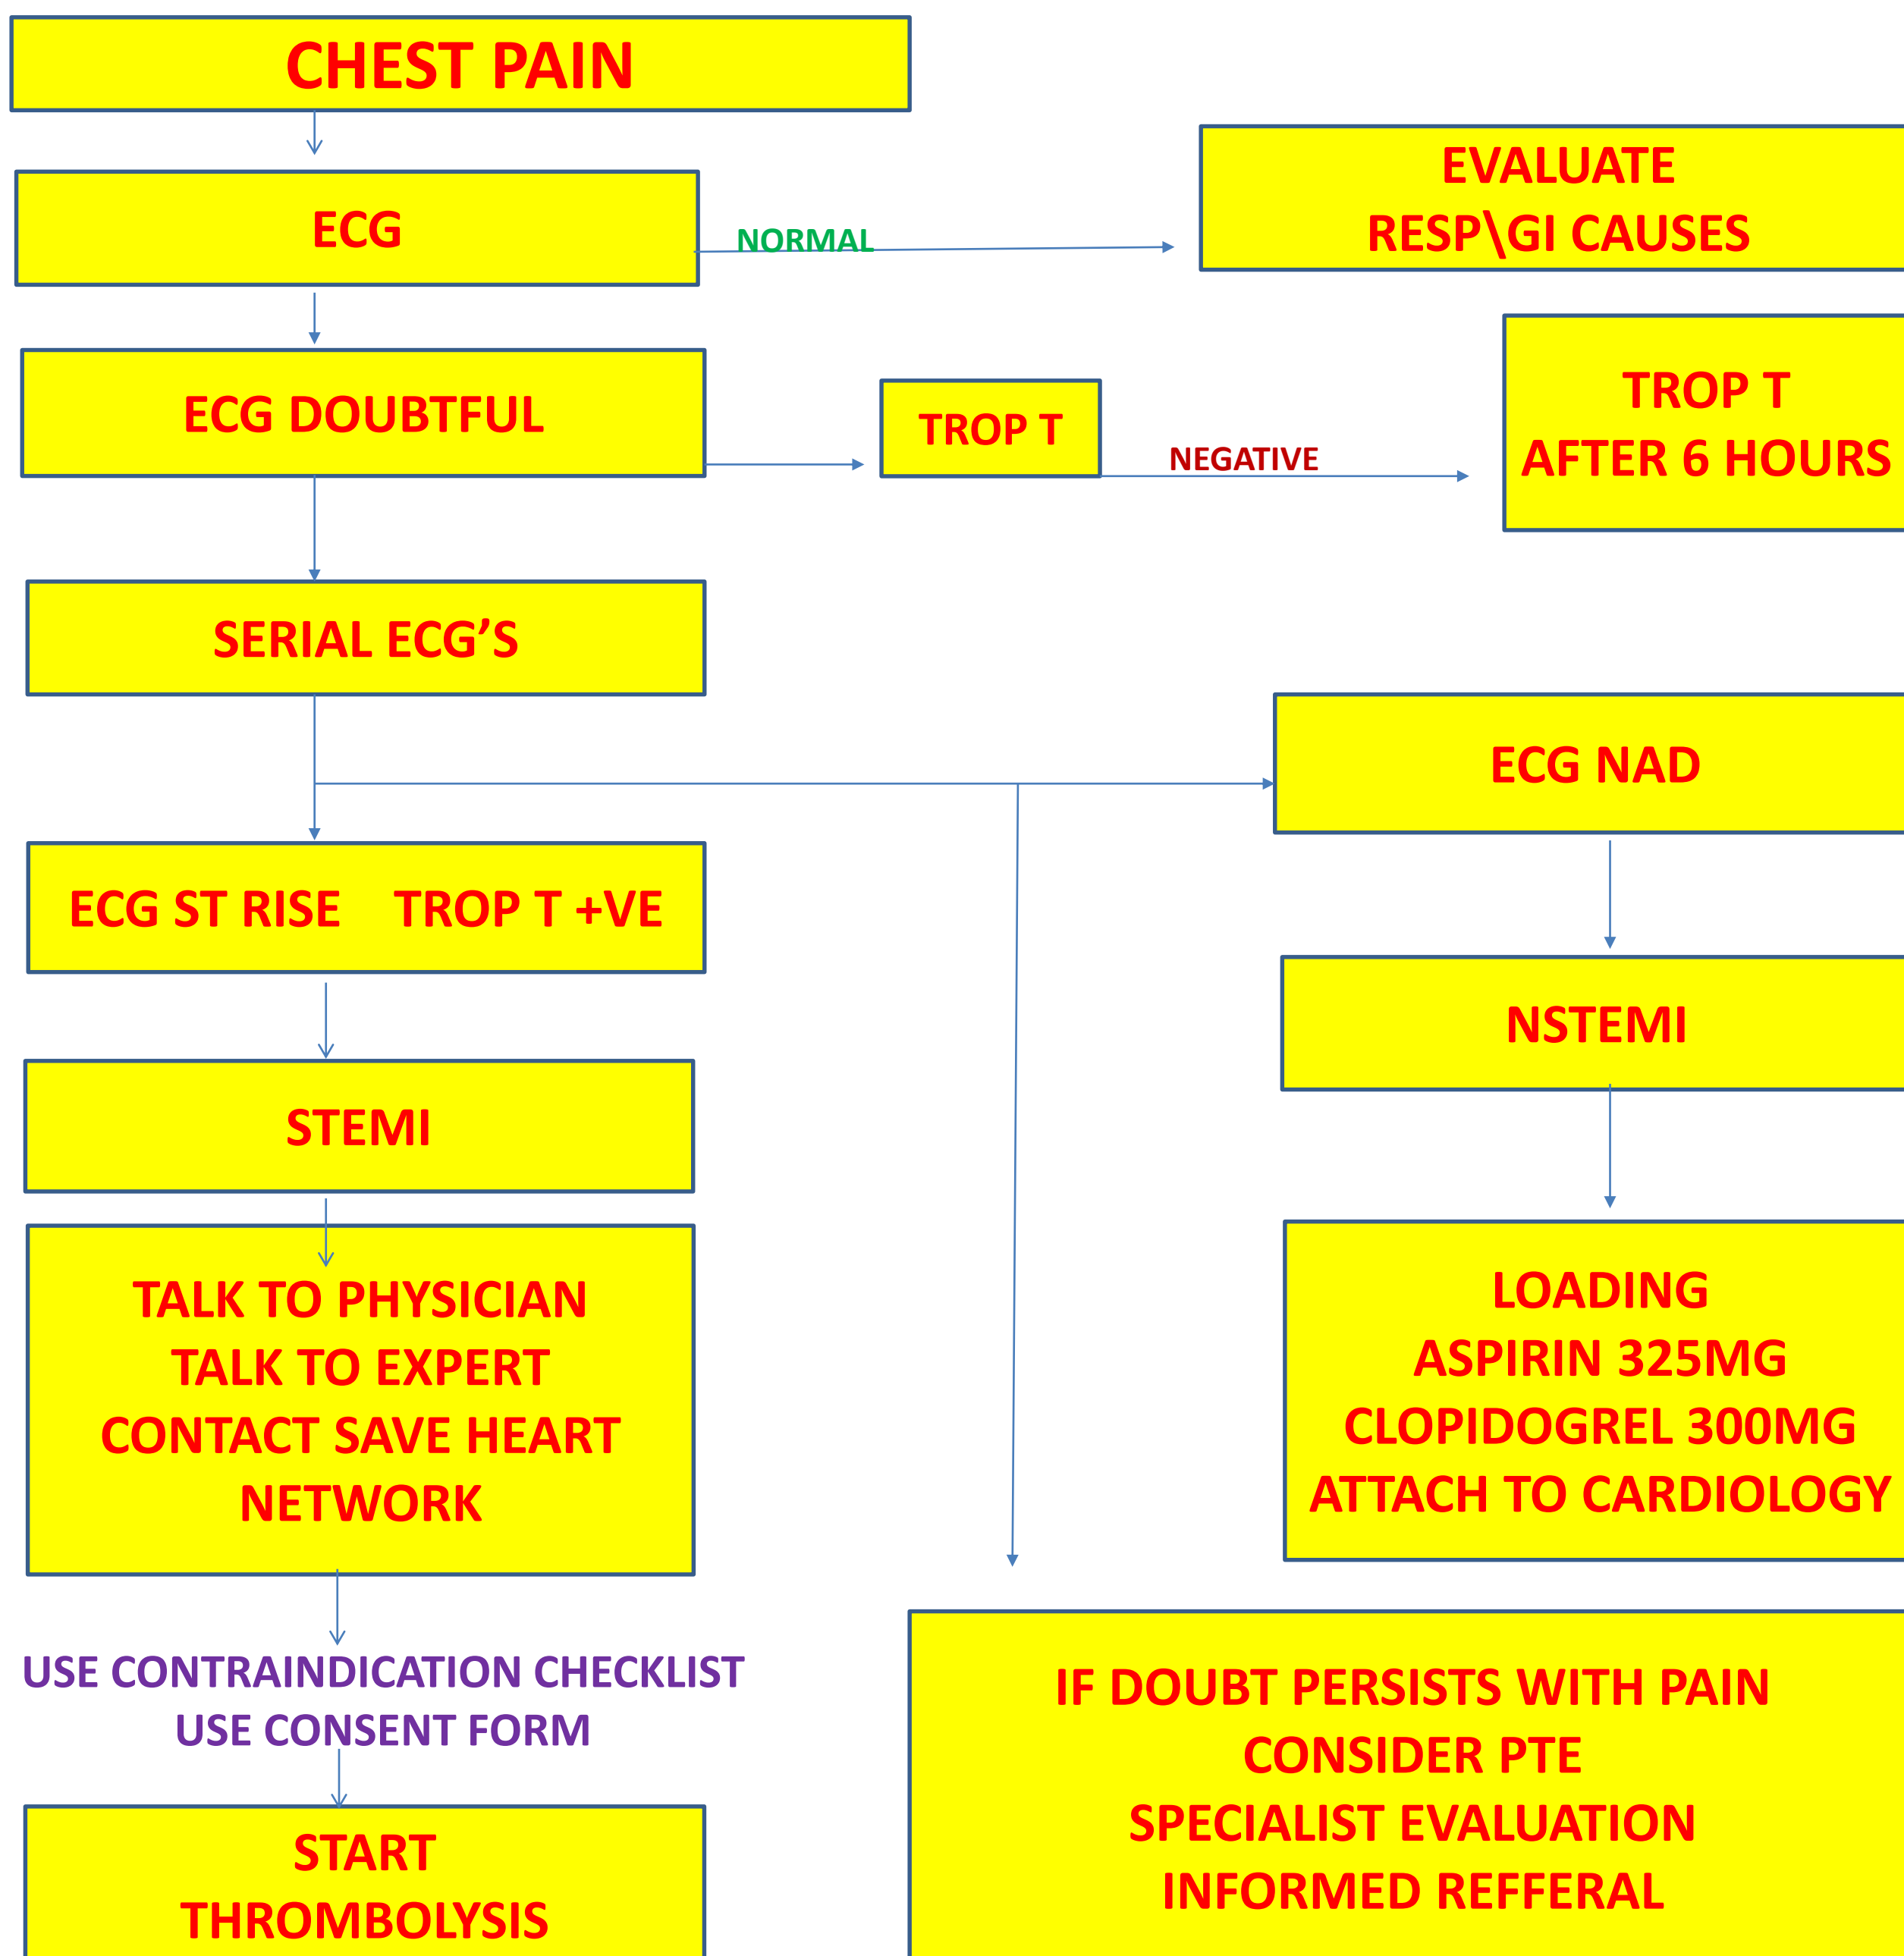 CHEST PAIN
ECG
NORMAL
EVALUATE
RESP\GI CAUSES
ECG DOUBTFUL
TROP T
NEGATIVE
TROP T
AFTER 6 HOURS
SERIAL ECG’S
ECG NAD
ECG ST RISE TROP T +VE
NSTEMI
STEMI
TALK TO PHYSICIAN
TALK TO EXPERT
CONTACT SAVE HEART
NETWORK
LOADING
ASPIRIN 325MG
CLOPIDOGREL 300MG
ATTACH TO CARDIOLOGY
USE CONTRAINDICATION CHECKLIST
USE CONSENT FORM
START
THROMBOLYSIS
IF DOUBT PERSISTS WITH PAIN
CONSIDER PTE
SPECIALIST EVALUATION
INFORMED REFFERAL